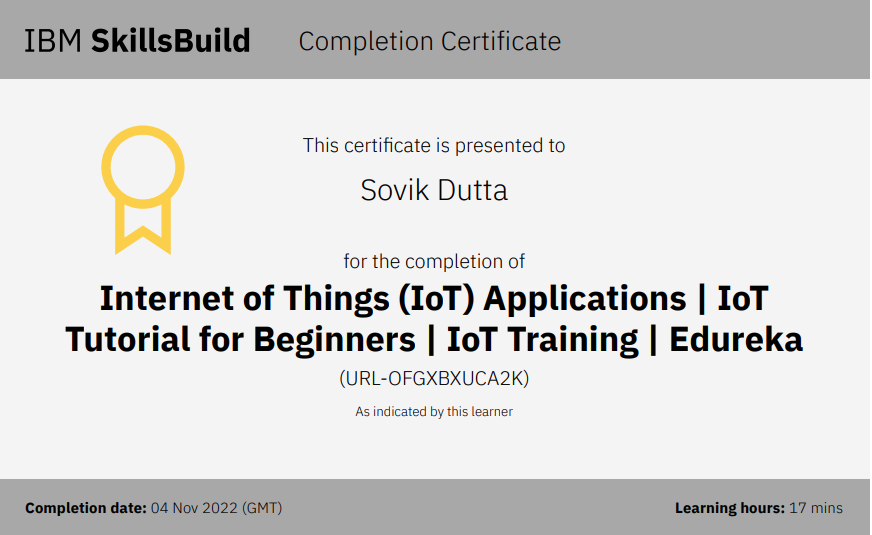 IBM SkillsBuild Completion Certificate
This certificate is presented to
Sovik Dutta
for the completion of
Internet of Things (IoT) Applications | IoT
Tutorial for Beginners | IoT Training | Edureka
(URL-OFGXBXUCA2K)
As indicated by this learner
Completion date: 04 Nov 2022 (GMT) Learning hours: 17 mins